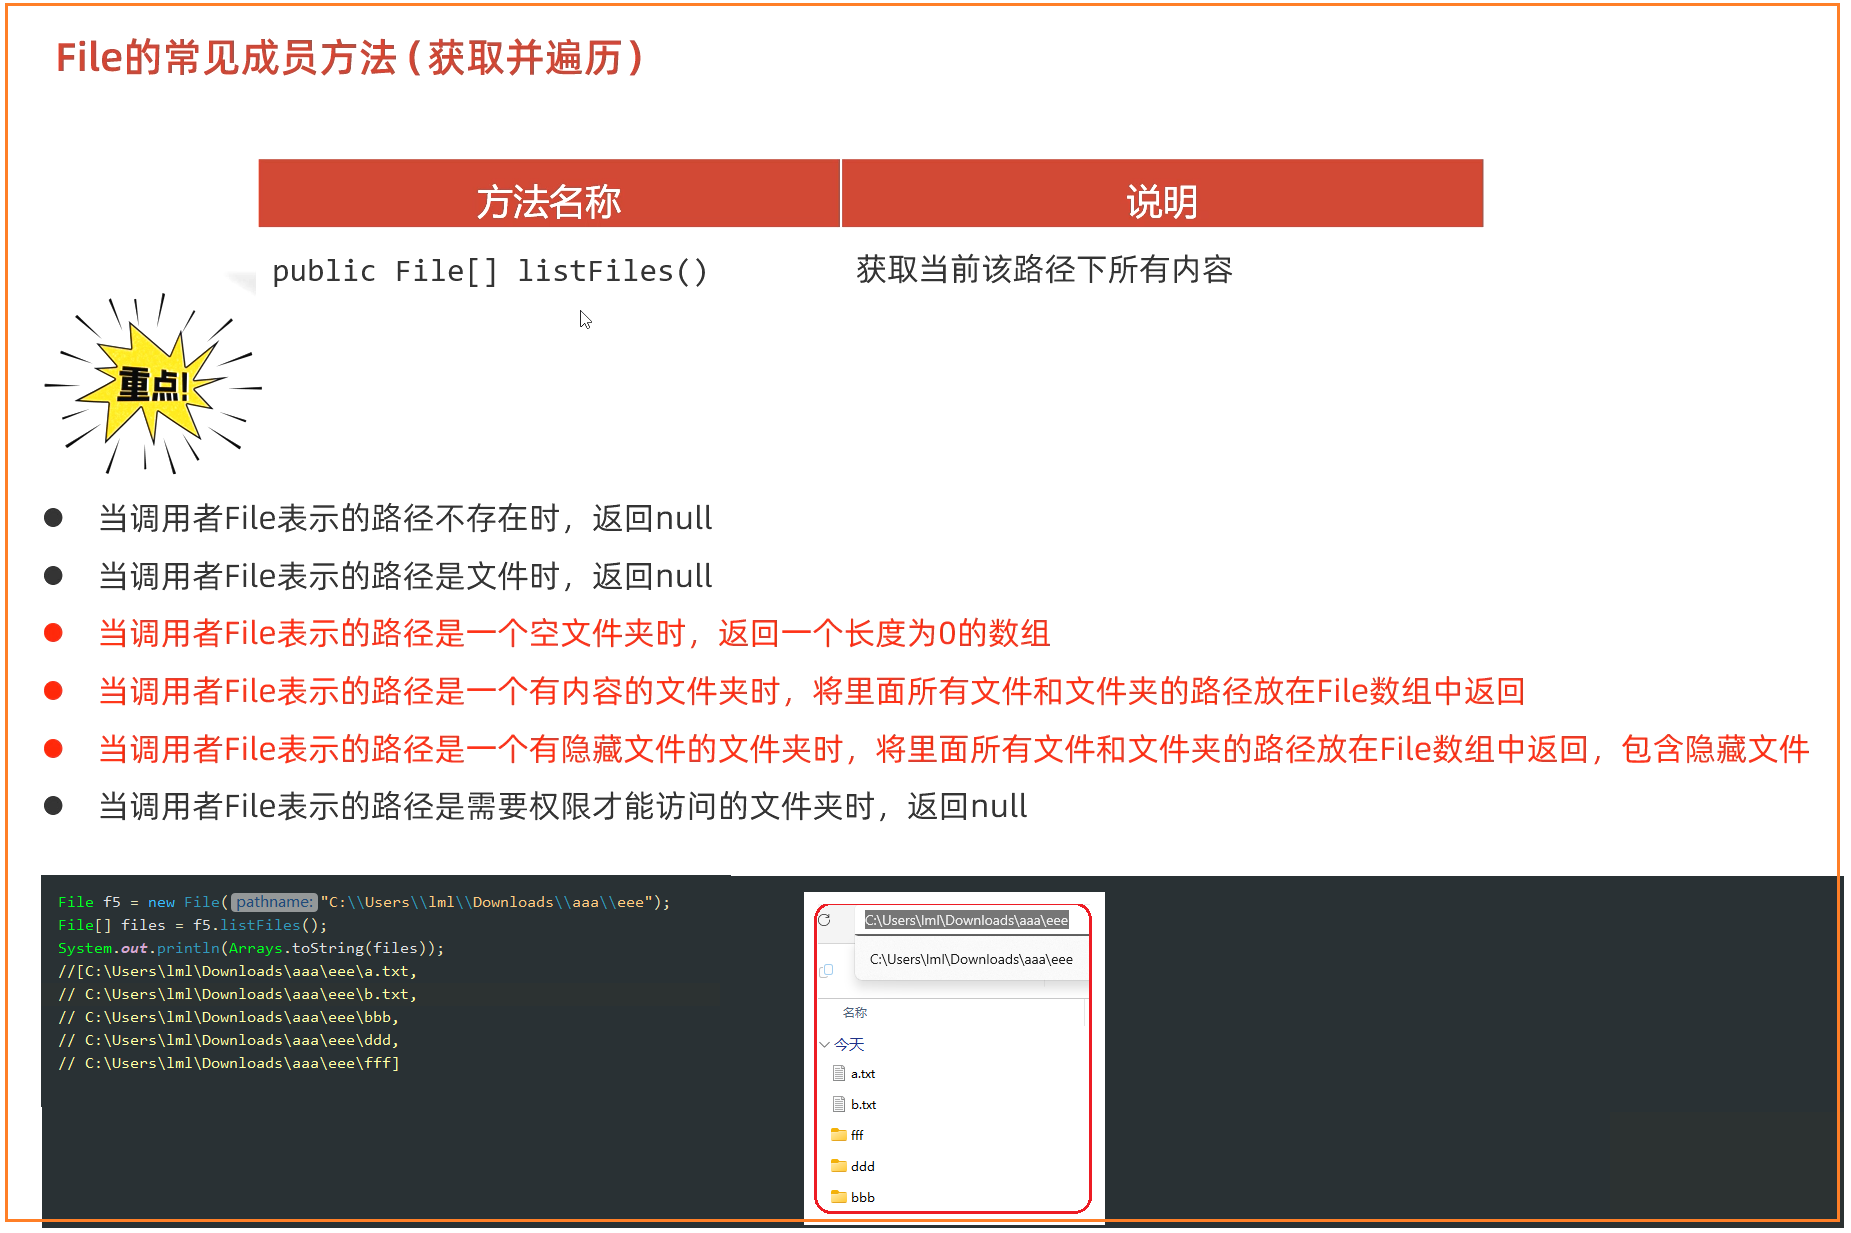 File的常见成员方法(获取并遍历)
方法名称 说明
public File[] listFiles() 获取当前该路径下所有内容
重点!
当调用者File表示的路径不存在时，返回null
当调用者File表示的路径是文件时，返回null
当调用者File表示的路径是一个空文件夹时，返回一个长度为0的数组
当调用者File表示的路径是一个有内容的文件夹时，将里面所有文件和文件夹的路径放在File数组中返回
当调用者File表示的路径是一个有隐藏文件的文件夹时，将里面所有文件和文件夹的路径放在File数组中返回，包含隐藏文件
当调用者File表示的路径是需要权限才能访问的文件夹时，返回null
File f5 = new File( pathname: "C:\\Users\\lml\\Downloads\\aaa\\eee");
File[] files = f5.listFiles();
System.out.println(Arrays.toString(files));
//[C:\Users\lml\Downloads\aaa\eee\a.txt,
// C:\Users\lml\Downloads\aaa\eee\b.txt,
// C:\Users\lml\Downloads\aaa\eee\bbb,
// C:\Users\lml\Downloads\aaa\eee\ddd,
// C:\Users\lml\Downloads\aaa\eee\fff]
C:\Users\lml\Downloads\aaa\eee
C:\Users\lml\Downloads\aaa\eee
名称
今天
a.txt
b.txt
fff
ddd
bbb